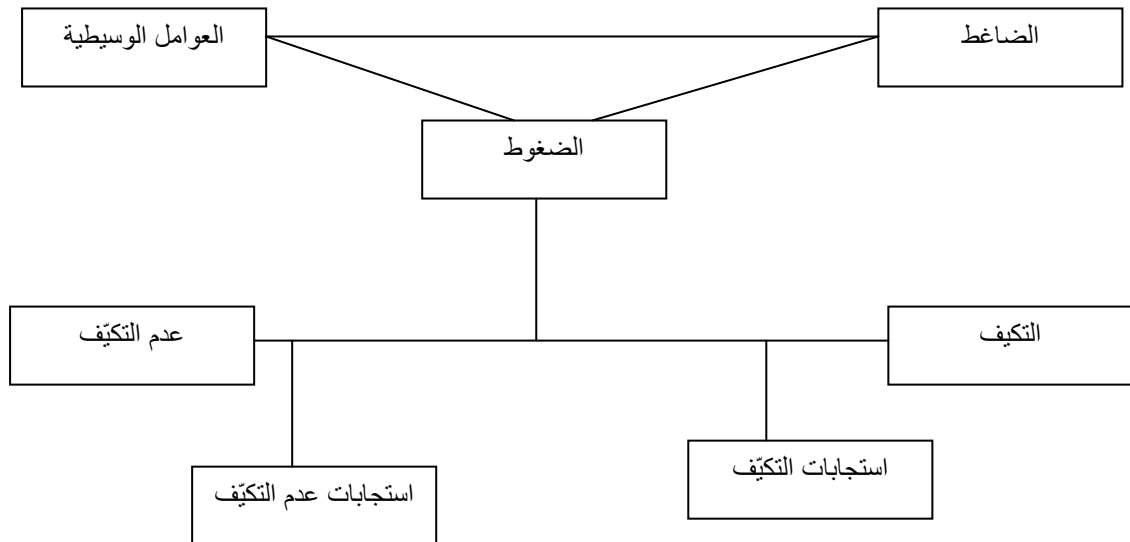 الضاغط
العوامل الوسيطية
الضغوط
التكيف
عدم التكيّف
استجابات التكيّف
استجابات عدم التكيّف